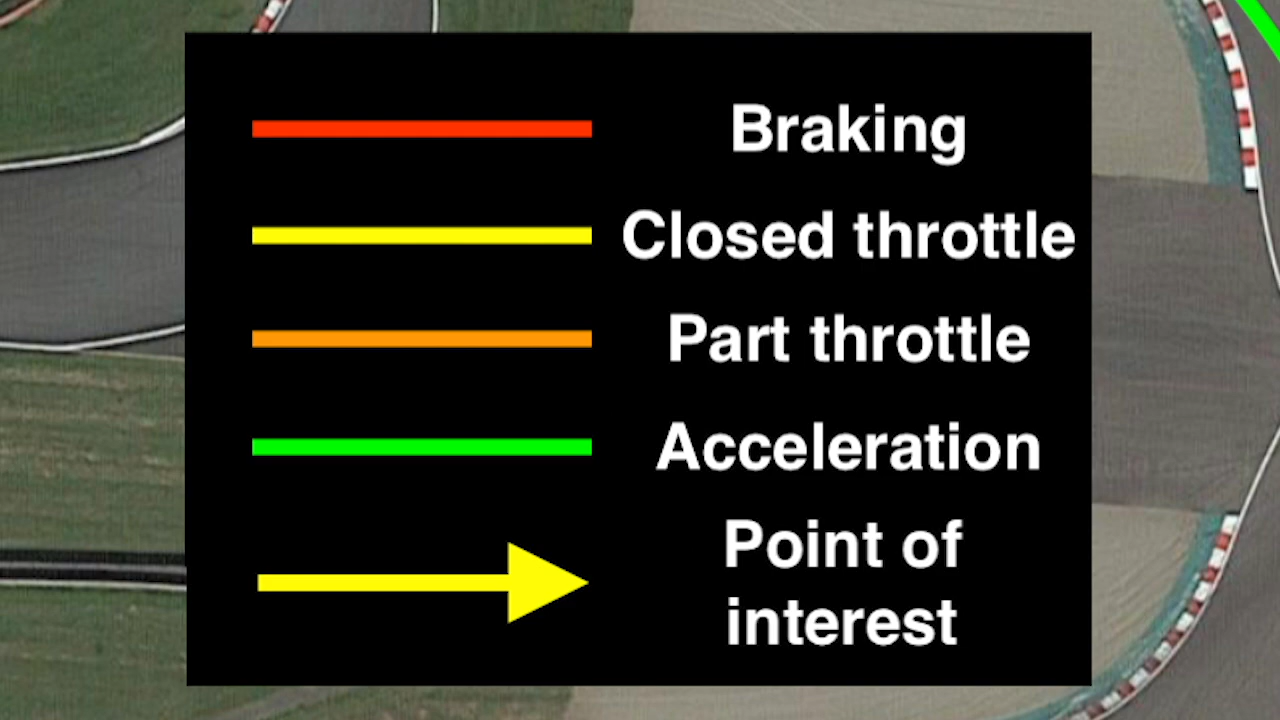 Braking
Closed throttle
Part throttle
Acceleration
Point of
interest